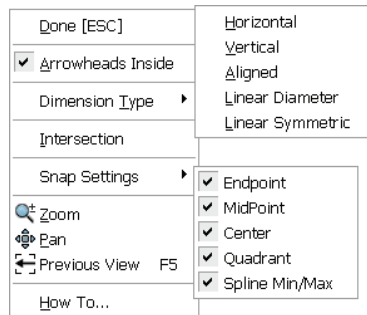 Done [ESC]
Arrowheads Inside
Dimension Type
Intersection
Snap Settings
Zoom
Pan
Previous View F5
How To...
Horizontal
Vertical
Aligned
Linear Diameter
Linear Symmetric
Endpoint
MidPoint
Center
Quadrant
Spline Min/Max